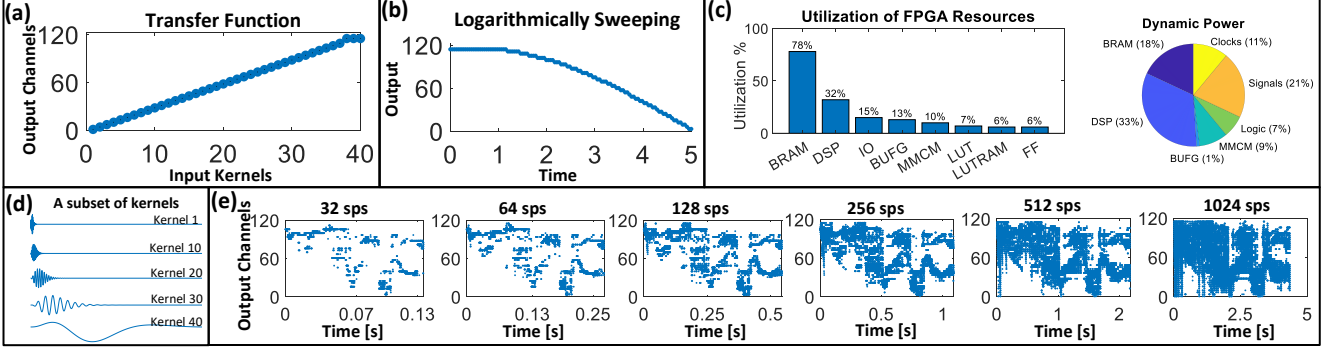 (a)
Transfer Function
Output Channels
120
60
0
0
10
20
30
40
Input Kernels
(b)
Logarithmically Sweeping
Output
120
60
0
0
1
2
3
4
5
Time
(c)
Utilization of FPGA Resources
Utilization %
100
50
0
78%
32%
15%
13%
10%
7%
6%
6%
BRAM
DSP
IO
BUFG
MMCM
LUT
LUTRAM
FF
Dynamic Power
BRAM (18%)
Clocks (11%)
Signals (21%)
DSP (33%)
Logic (7%)
MMCM (9%)
BUFG (1%)
(d)
A subset of kernels
Kernel 1
Kernel 10
Kernel 20
Kernel 30
Kernel 40
(e)
Output Channels
32 sps
120
60
0
0
0.07
0.13
Time [s]
64 sps
120
60
0
0
0.13
0.27
Time [s]
128 sps
120
60
0
0
0.25
0.5
Time [s]
256 sps
120
60
0
0
0.5
1
Time [s]
512 sps
120
60
0
0
1
2
Time [s]
1024 sps
120
60
0
0
2.5
5
Time [s]